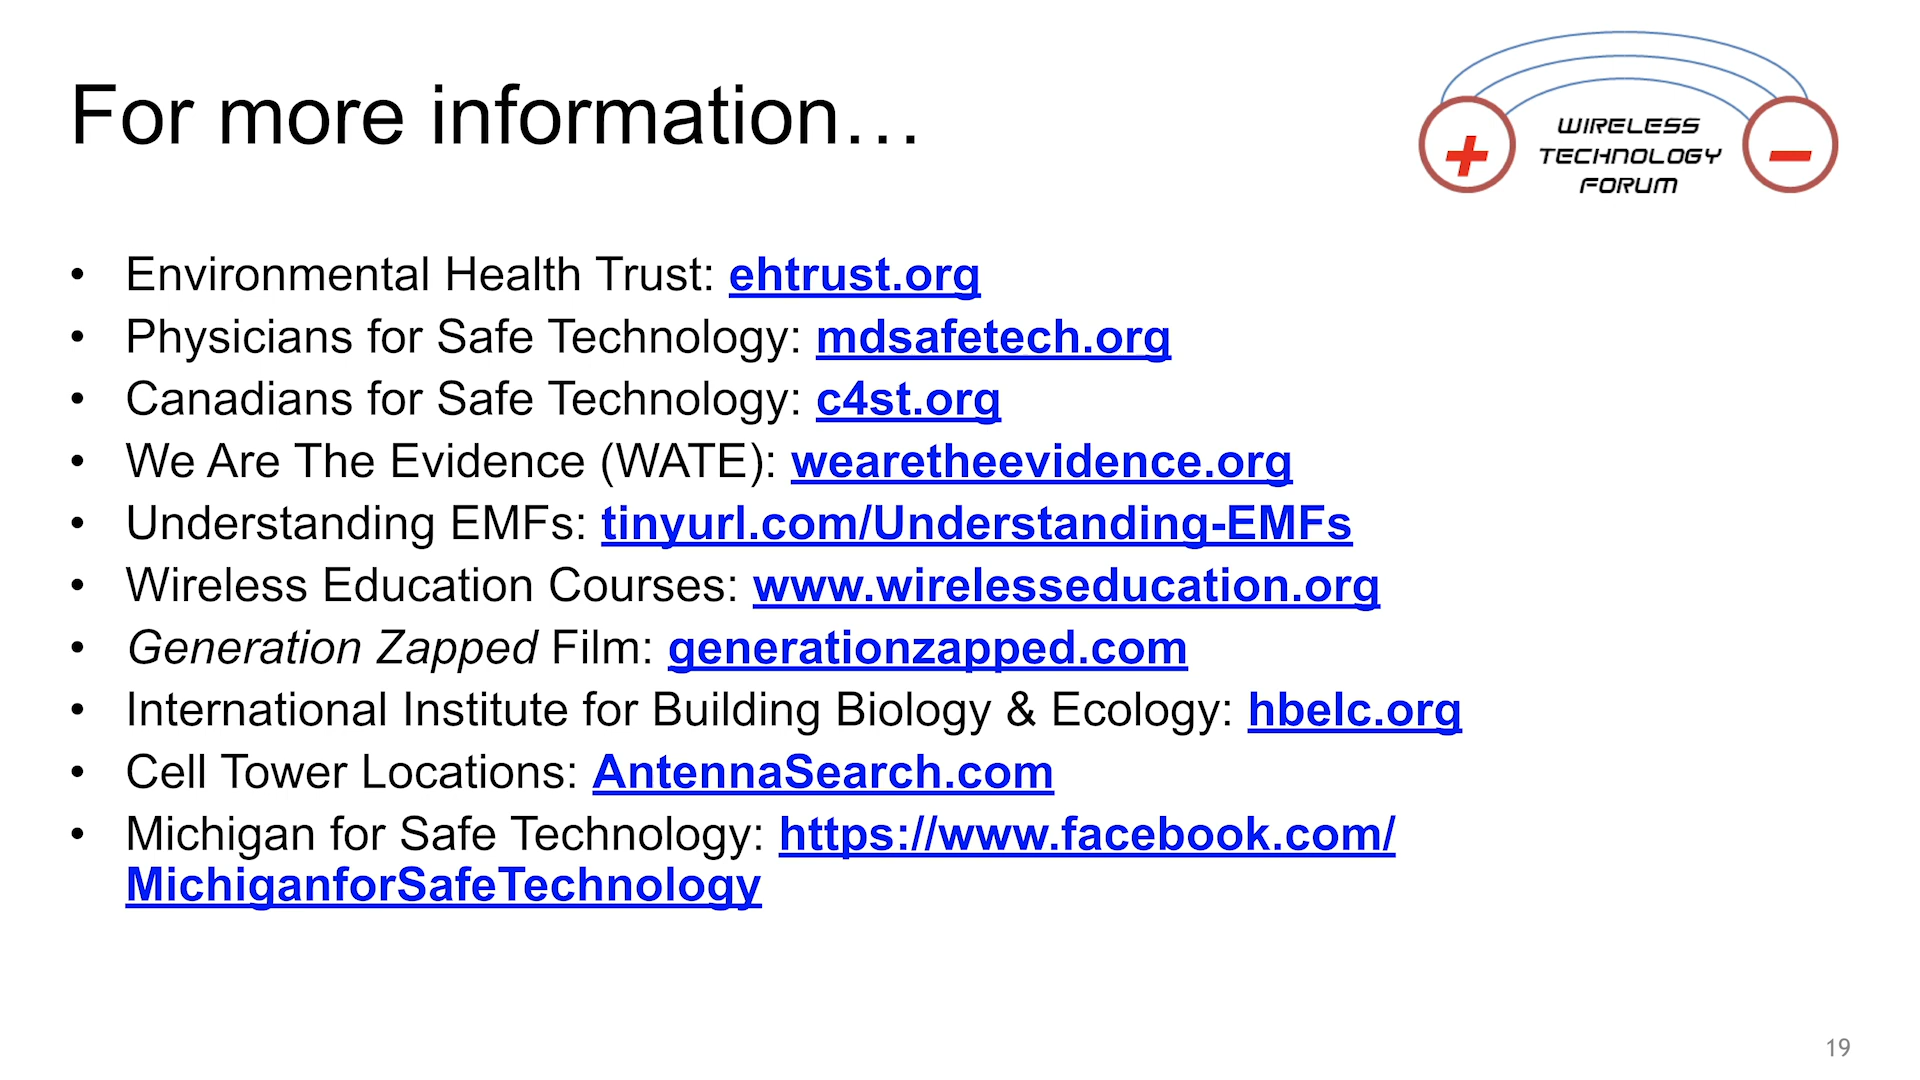 For more information…
+ WIRELESS TECHNOLOGY FORUM −
• Environmental Health Trust: ehtrust.org
• Physicians for Safe Technology: mdsafetech.org
• Canadians for Safe Technology: c4st.org
• We Are The Evidence (WATE): wearetheevidence.org
• Understanding EMFs: tinyurl.com/Understanding-EMFs
• Wireless Education Courses: www.wirelesseducation.org
• Generation Zapped Film: generationzapped.com
• International Institute for Building Biology & Ecology: hbelc.org
• Cell Tower Locations: AntennaSearch.com
• Michigan for Safe Technology: https://www.facebook.com/
MichiganforSafeTechnology
19